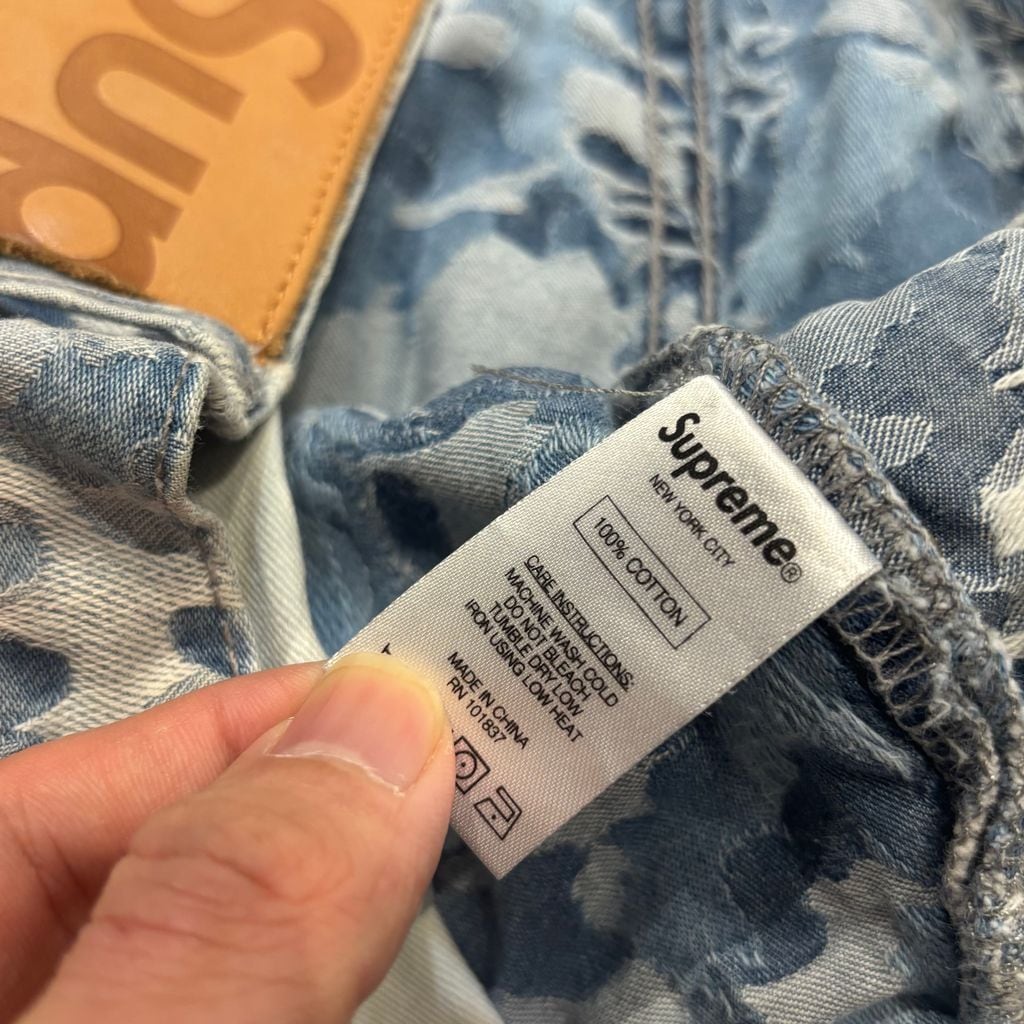 Sup
Supreme®
NEW YORK CITY
100% COTTON
CARE INSTRUCTIONS.
MACHINE WASH COLD
DO NOT BLEACH
TUMBLE DRY LOW
IRON USING LOW HEAT
MADE IN CHINA
RN 101837